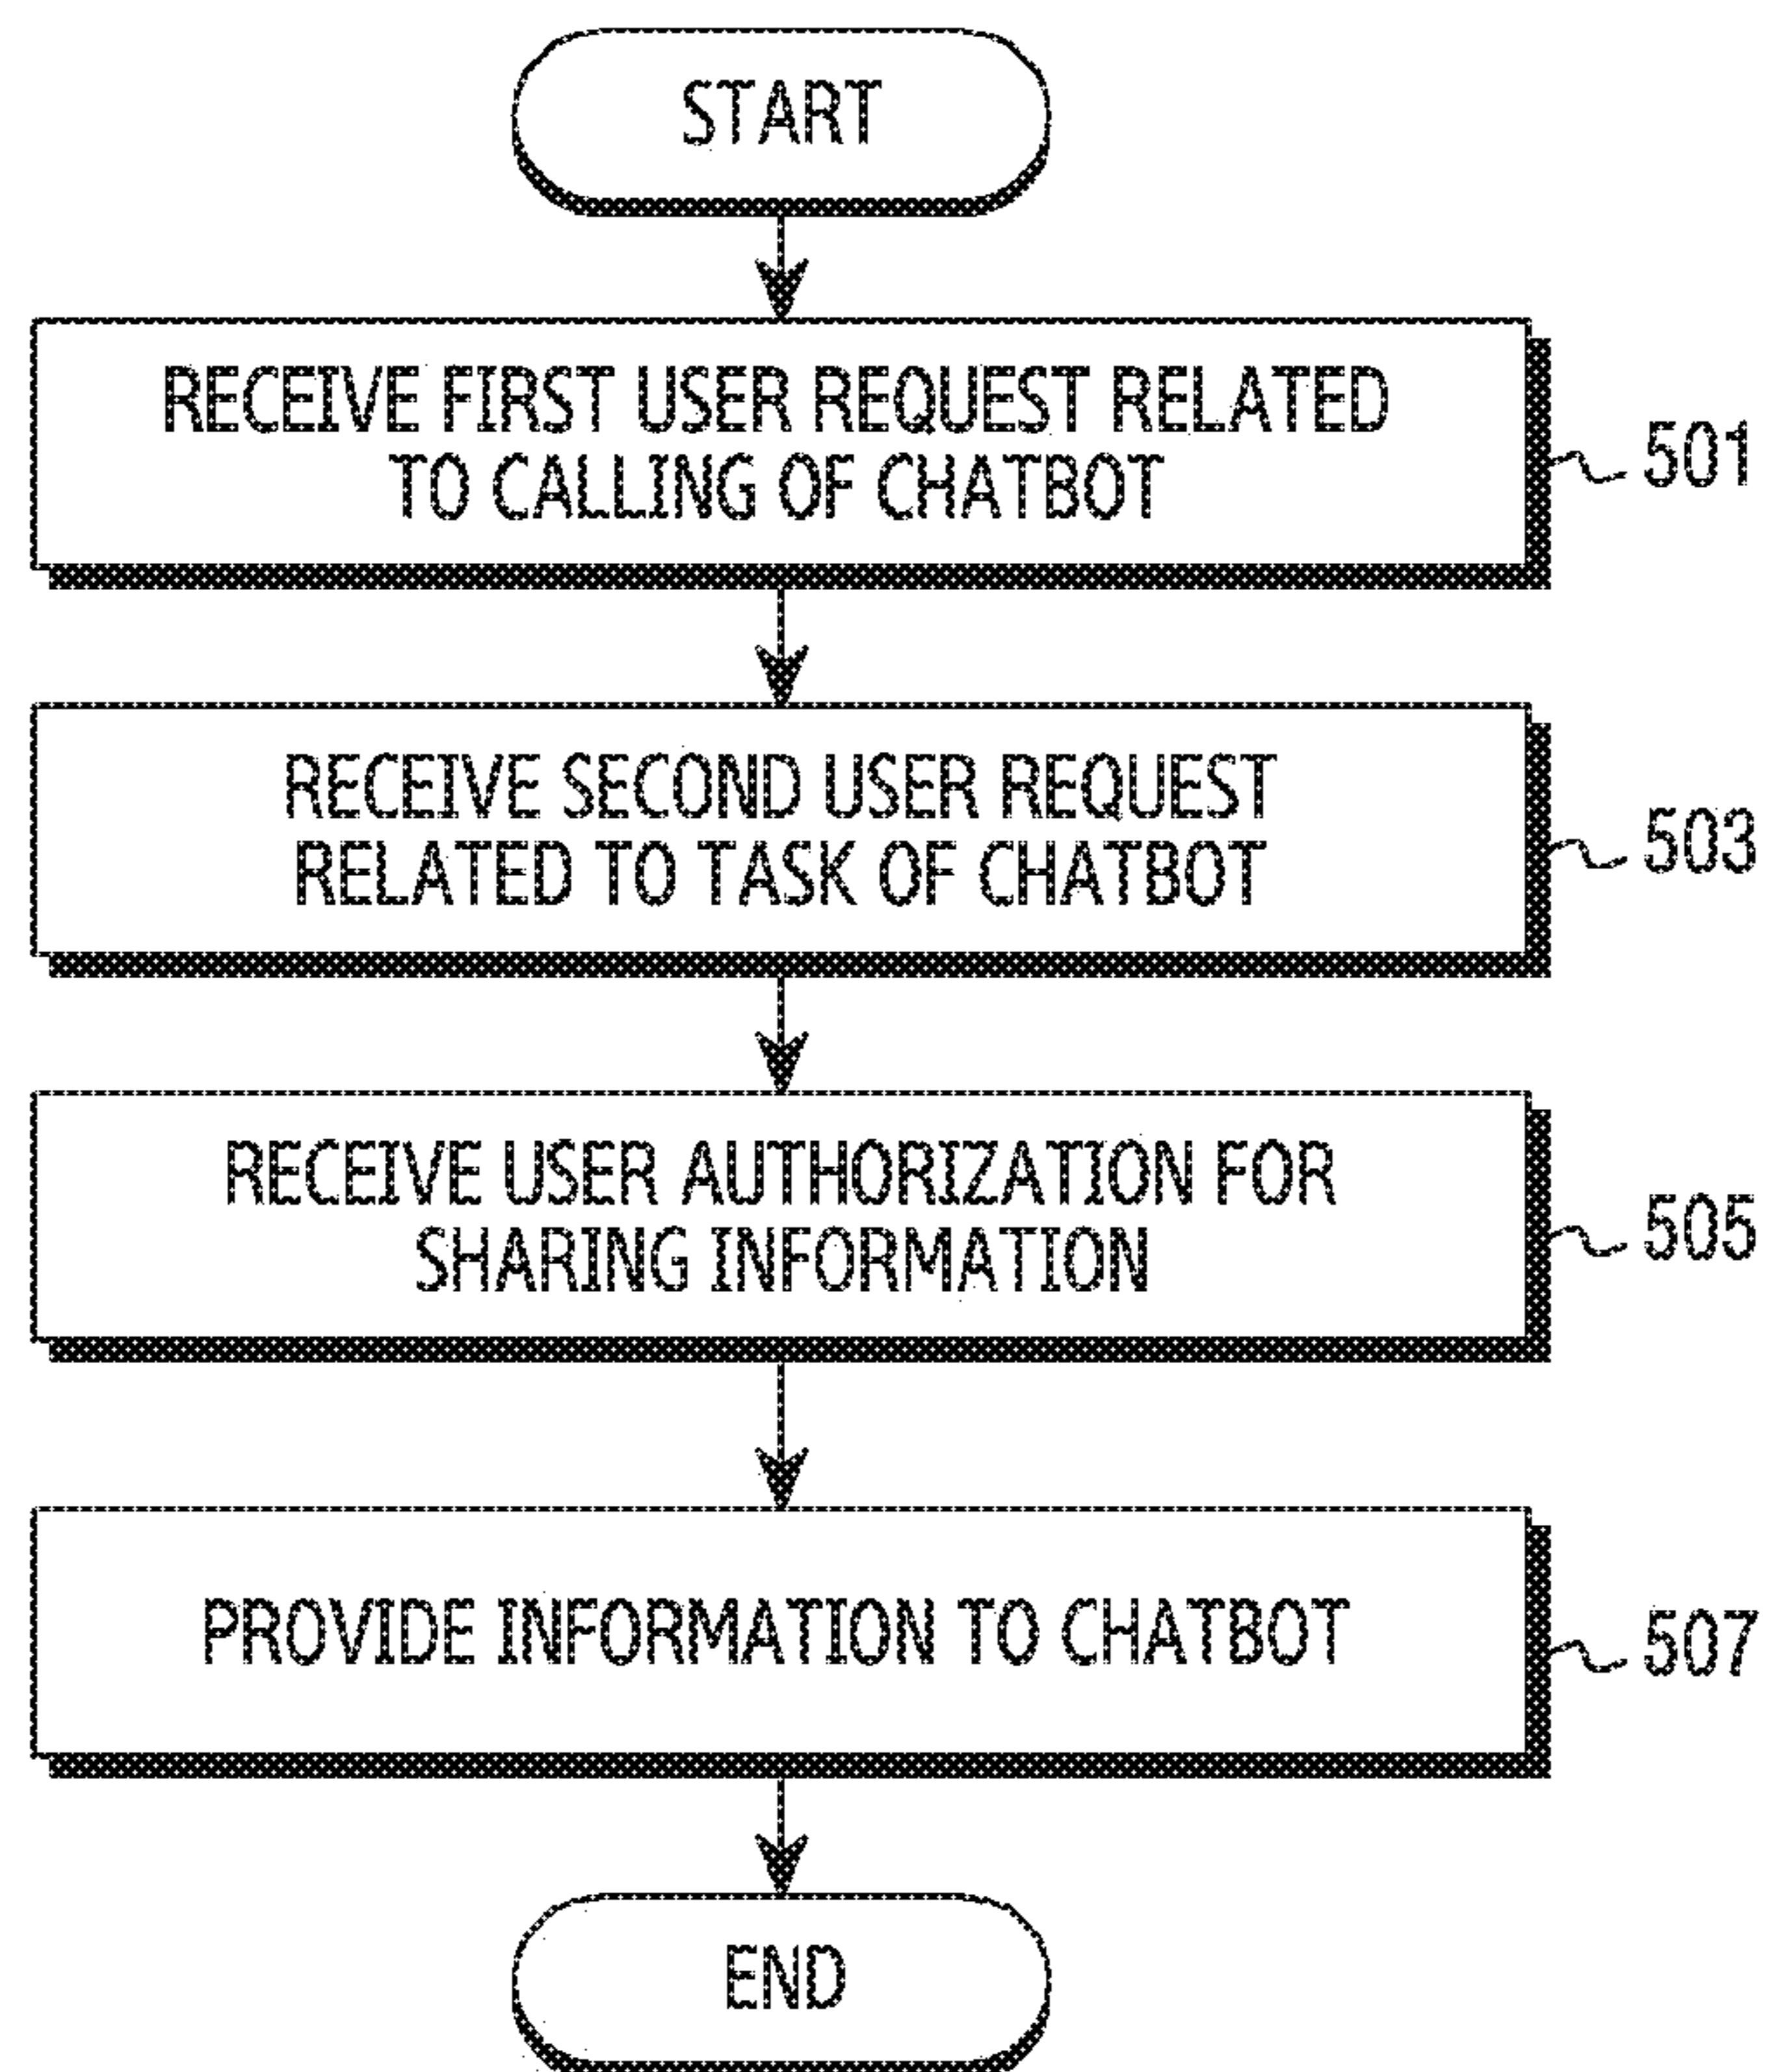 START
RECEIVE FIRST USER REQUEST RELATED
TO CALLING OF CHATBOT
501
RECEIVE SECOND USER REQUEST
RELATED TO TASK OF CHATBOT
503
RECEIVE USER AUTHORIZATION FOR
SHARING INFORMATION
505
PROVIDE INFORMATION TO CHATBOT
507
END